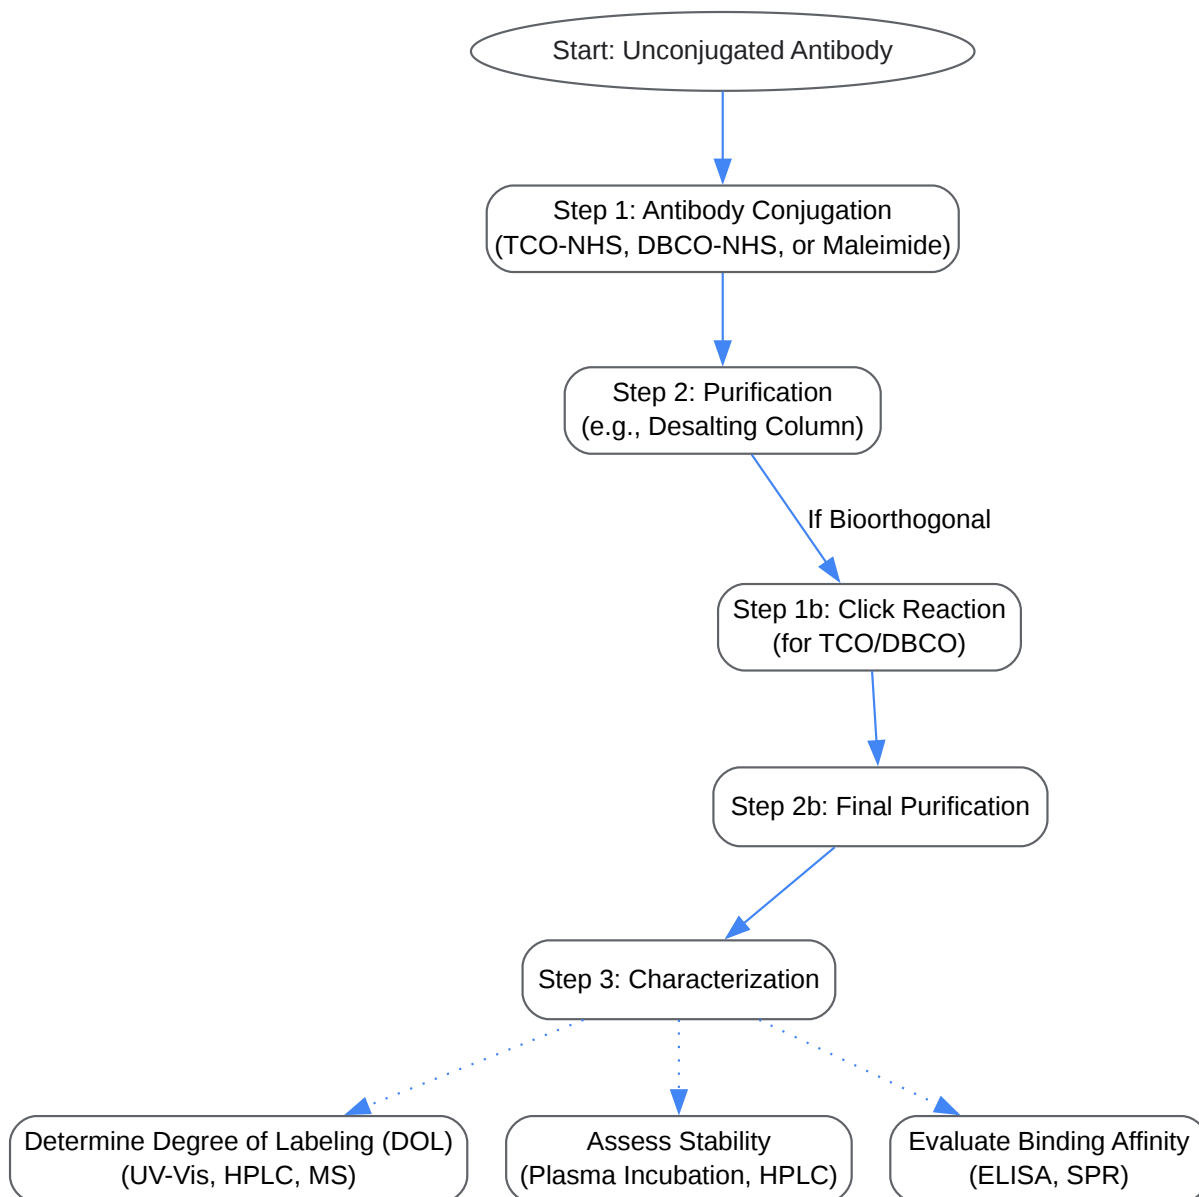 Start: Unconjugated Antibody
Step 1: Antibody Conjugation
(TCO-NHS, DBCO-NHS, or Maleimide)
Step 2: Purification
(e.g., Desalting Column)
If Bioorthogonal
Step 1b: Click Reaction
(for TCO/DBCO)
Step 2b: Final Purification
Step 3: Characterization
Determine Degree of Labeling (DOL)
(UV-Vis, HPLC, MS)
Assess Stability
(Plasma Incubation, HPLC)
Evaluate Binding Affinity
(ELISA, SPR)